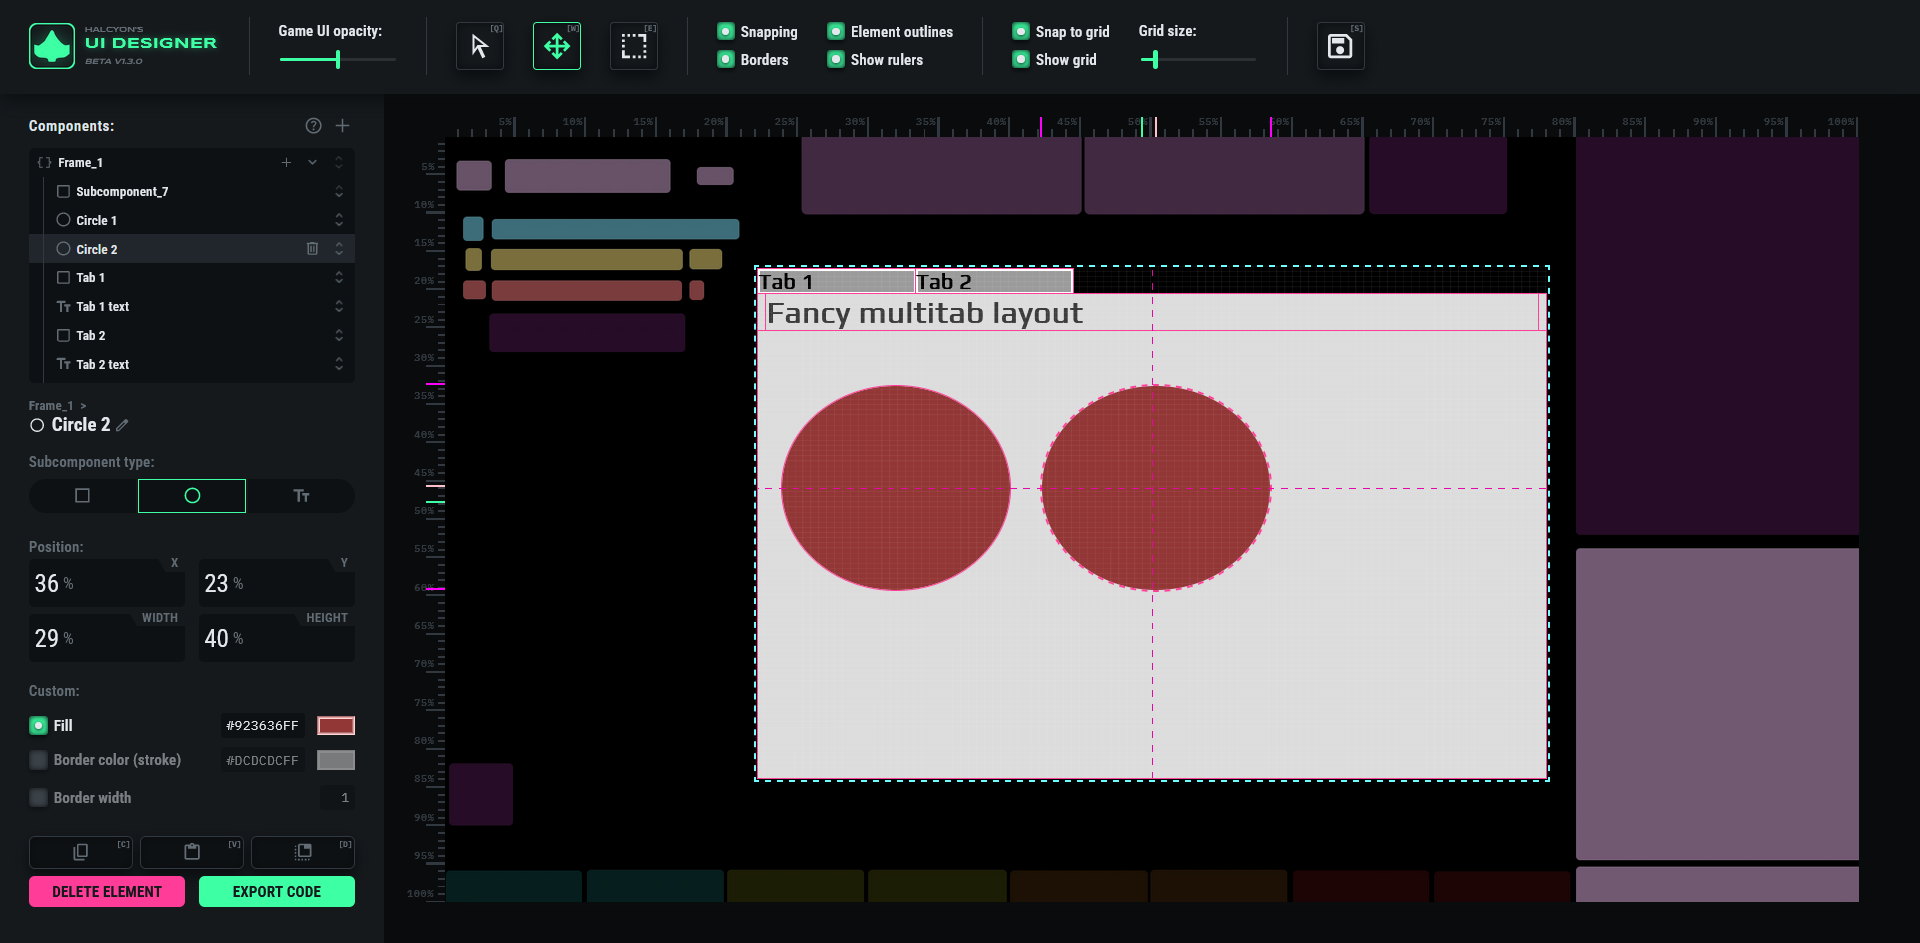 HALCYON'S
UI DESIGNER
BETA V1.3.0
Game UI opacity:
[Q]
[W]
[E]
Snapping
Element outlines
Borders
Show rulers
Snap to grid
Show grid
Grid size:
[S]
Components:
Frame_1
Subcomponent_7
Circle 1
Circle 2
Tab 1
Tab 1 text
Tab 2
Tab 2 text
Frame_1 >
Circle 2
Subcomponent type:
Position:
X
36 %
Y
23 %
WIDTH
29 %
HEIGHT
40 %
Custom:
Fill
#923636FF
Border color (stroke)
#DCDCDCFF
Border width
1
[C]
[V]
[D]
DELETE ELEMENT
EXPORT CODE
5% 10% 15% 20% 25% 30% 35% 40% 45% 50% 55% 60% 65% 70% 75% 80% 85% 90% 95% 100%
5%
10%
15%
20%
25%
30%
35%
40%
45%
50%
55%
60%
65%
70%
75%
80%
85%
90%
95%
100%
Tab 1
Tab 2
Fancy multitab layout